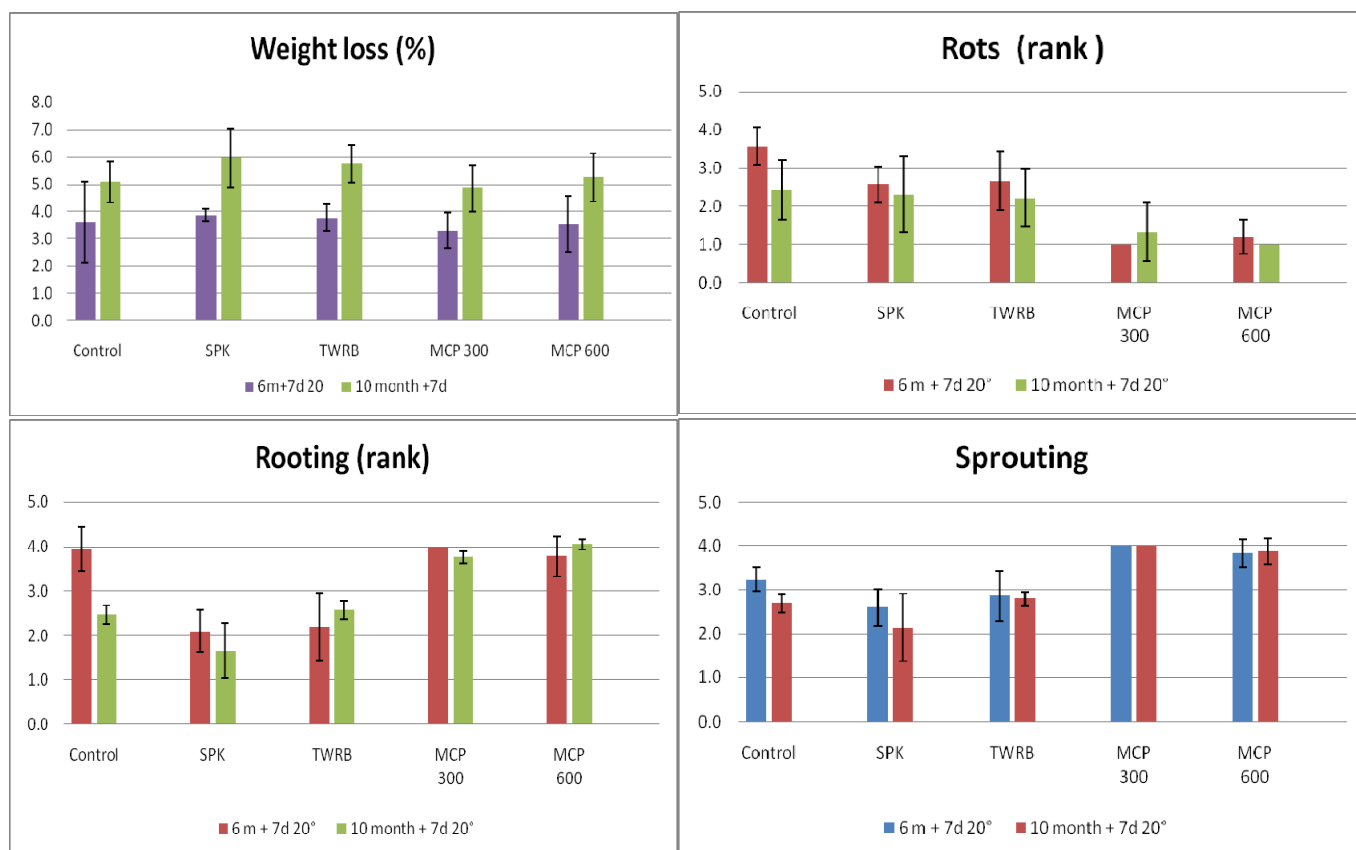 Weight loss (%)
8.0
7.0
6.0
5.0
4.0
3.0
2.0
1.0
0.0
Control SPK TWRB MCP 300 MCP 600
6m+7d 20 10 month +7d
Rots (rank )
5.0
4.0
3.0
2.0
1.0
0.0
Control SPK TWRB MCP MCP
300 600
6 m + 7d 20° 10 month + 7d 20°
Rooting (rank)
5.0
4.0
3.0
2.0
1.0
0.0
Control SPK TWRB MCP MCP
300 600
6 m + 7d 20° 10 month + 7d 20°
Sprouting
5.0
4.0
3.0
2.0
1.0
0.0
Control SPK TWRB MCP MCP
300 600
6 m + 7d 20° 10 month + 7d 20°